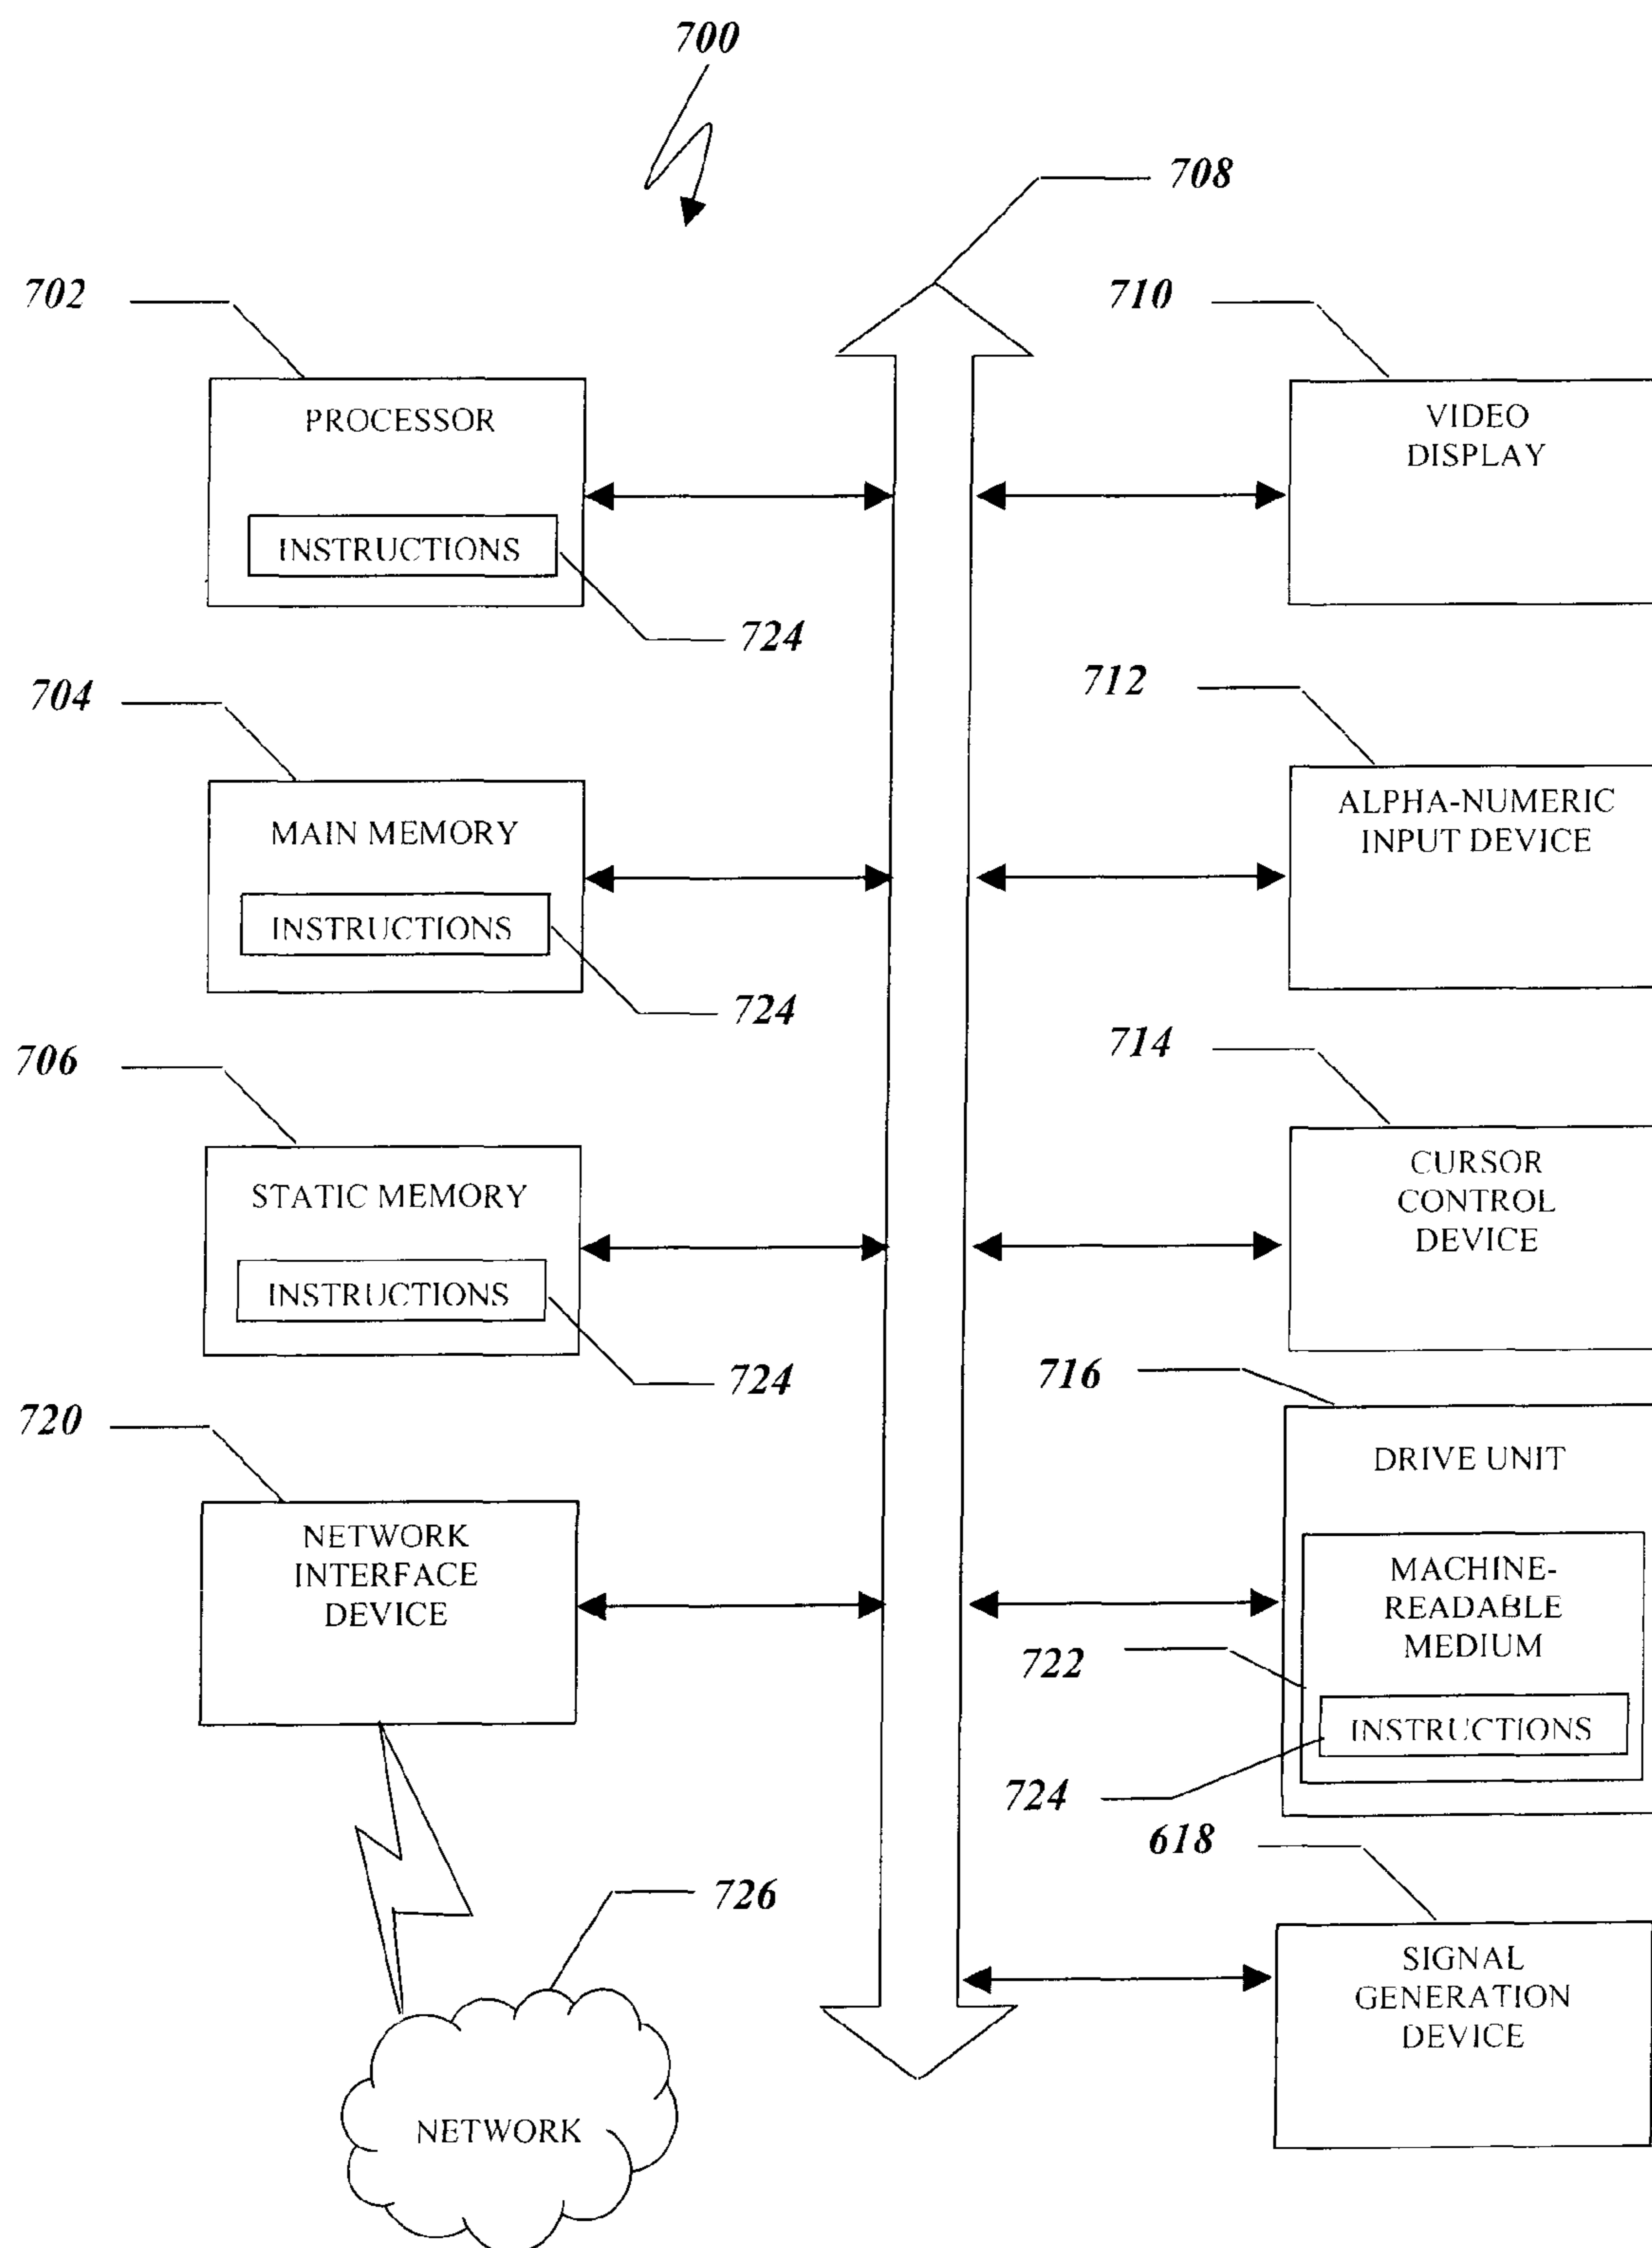 700
708
702
PROCESSOR
INSTRUCTIONS
724
710
VIDEO
DISPLAY
704
MAIN MEMORY
INSTRUCTIONS
724
712
ALPHA-NUMERIC
INPUT DEVICE
706
STATIC MEMORY
INSTRUCTIONS
724
714
CURSOR
CONTROL
DEVICE
720
NETWORK
INTERFACE
DEVICE
716
DRIVE UNIT
MACHINE-
READABLE
MEDIUM
722
INSTRUCTIONS
724
726
NETWORK
618
SIGNAL
GENERATION
DEVICE